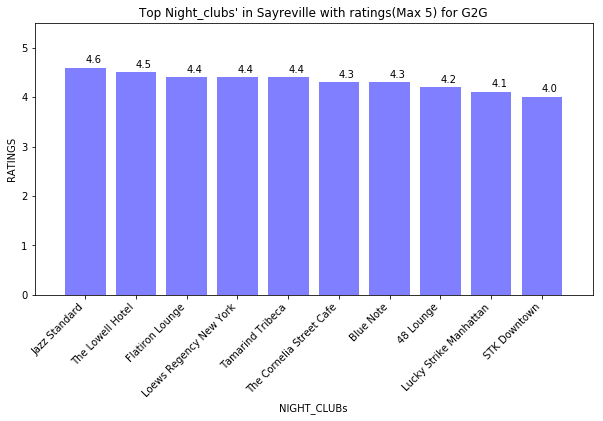 Top Night_clubs' in Sayreville with ratings(Max 5) for G2G
RATINGS
5
4
3
2
1
0
4.6
4.5
4.4
4.4
4.4
4.3
4.3
4.2
4.1
4.0
Jazz Standard
The Lowell Hotel
Flatiron Lounge
Loews Regency New York
Tamarind Tribeca
The Cornelia Street Cafe
Blue Note
48 Lounge
Lucky Strike Manhattan
STK Downtown
NIGHT_CLUBs